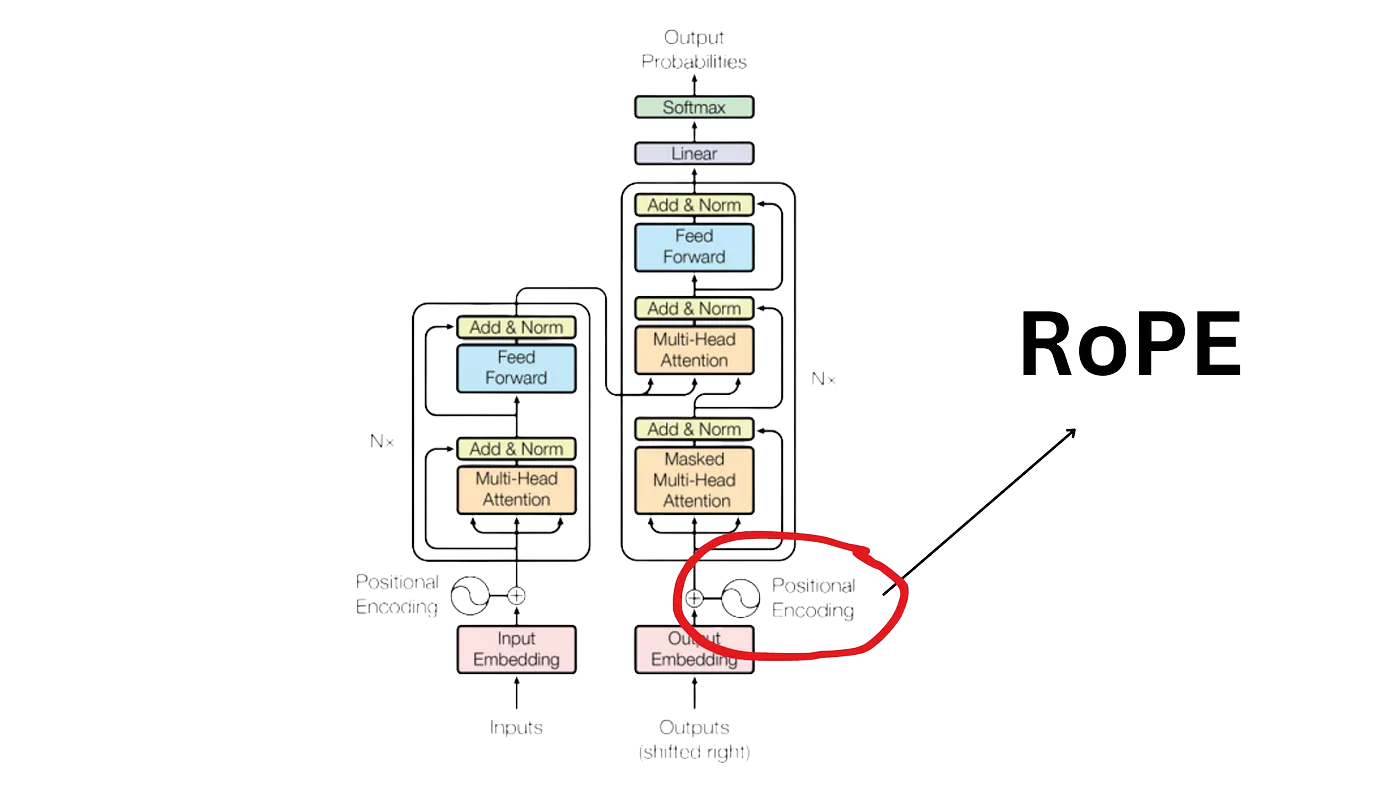 Output
Probabilities
Softmax
Linear
Add & Norm
Feed
Forward
Add & Norm
Multi-Head
Attention
Add & Norm
Masked
Multi-Head
Attention
N×
Add & Norm
Feed
Forward
Add & Norm
Multi-Head
Attention
N×
Positional
Encoding
Input
Embedding
Inputs
Positional
Encoding
Output
Embedding
Outputs
(shifted right)
RoPE